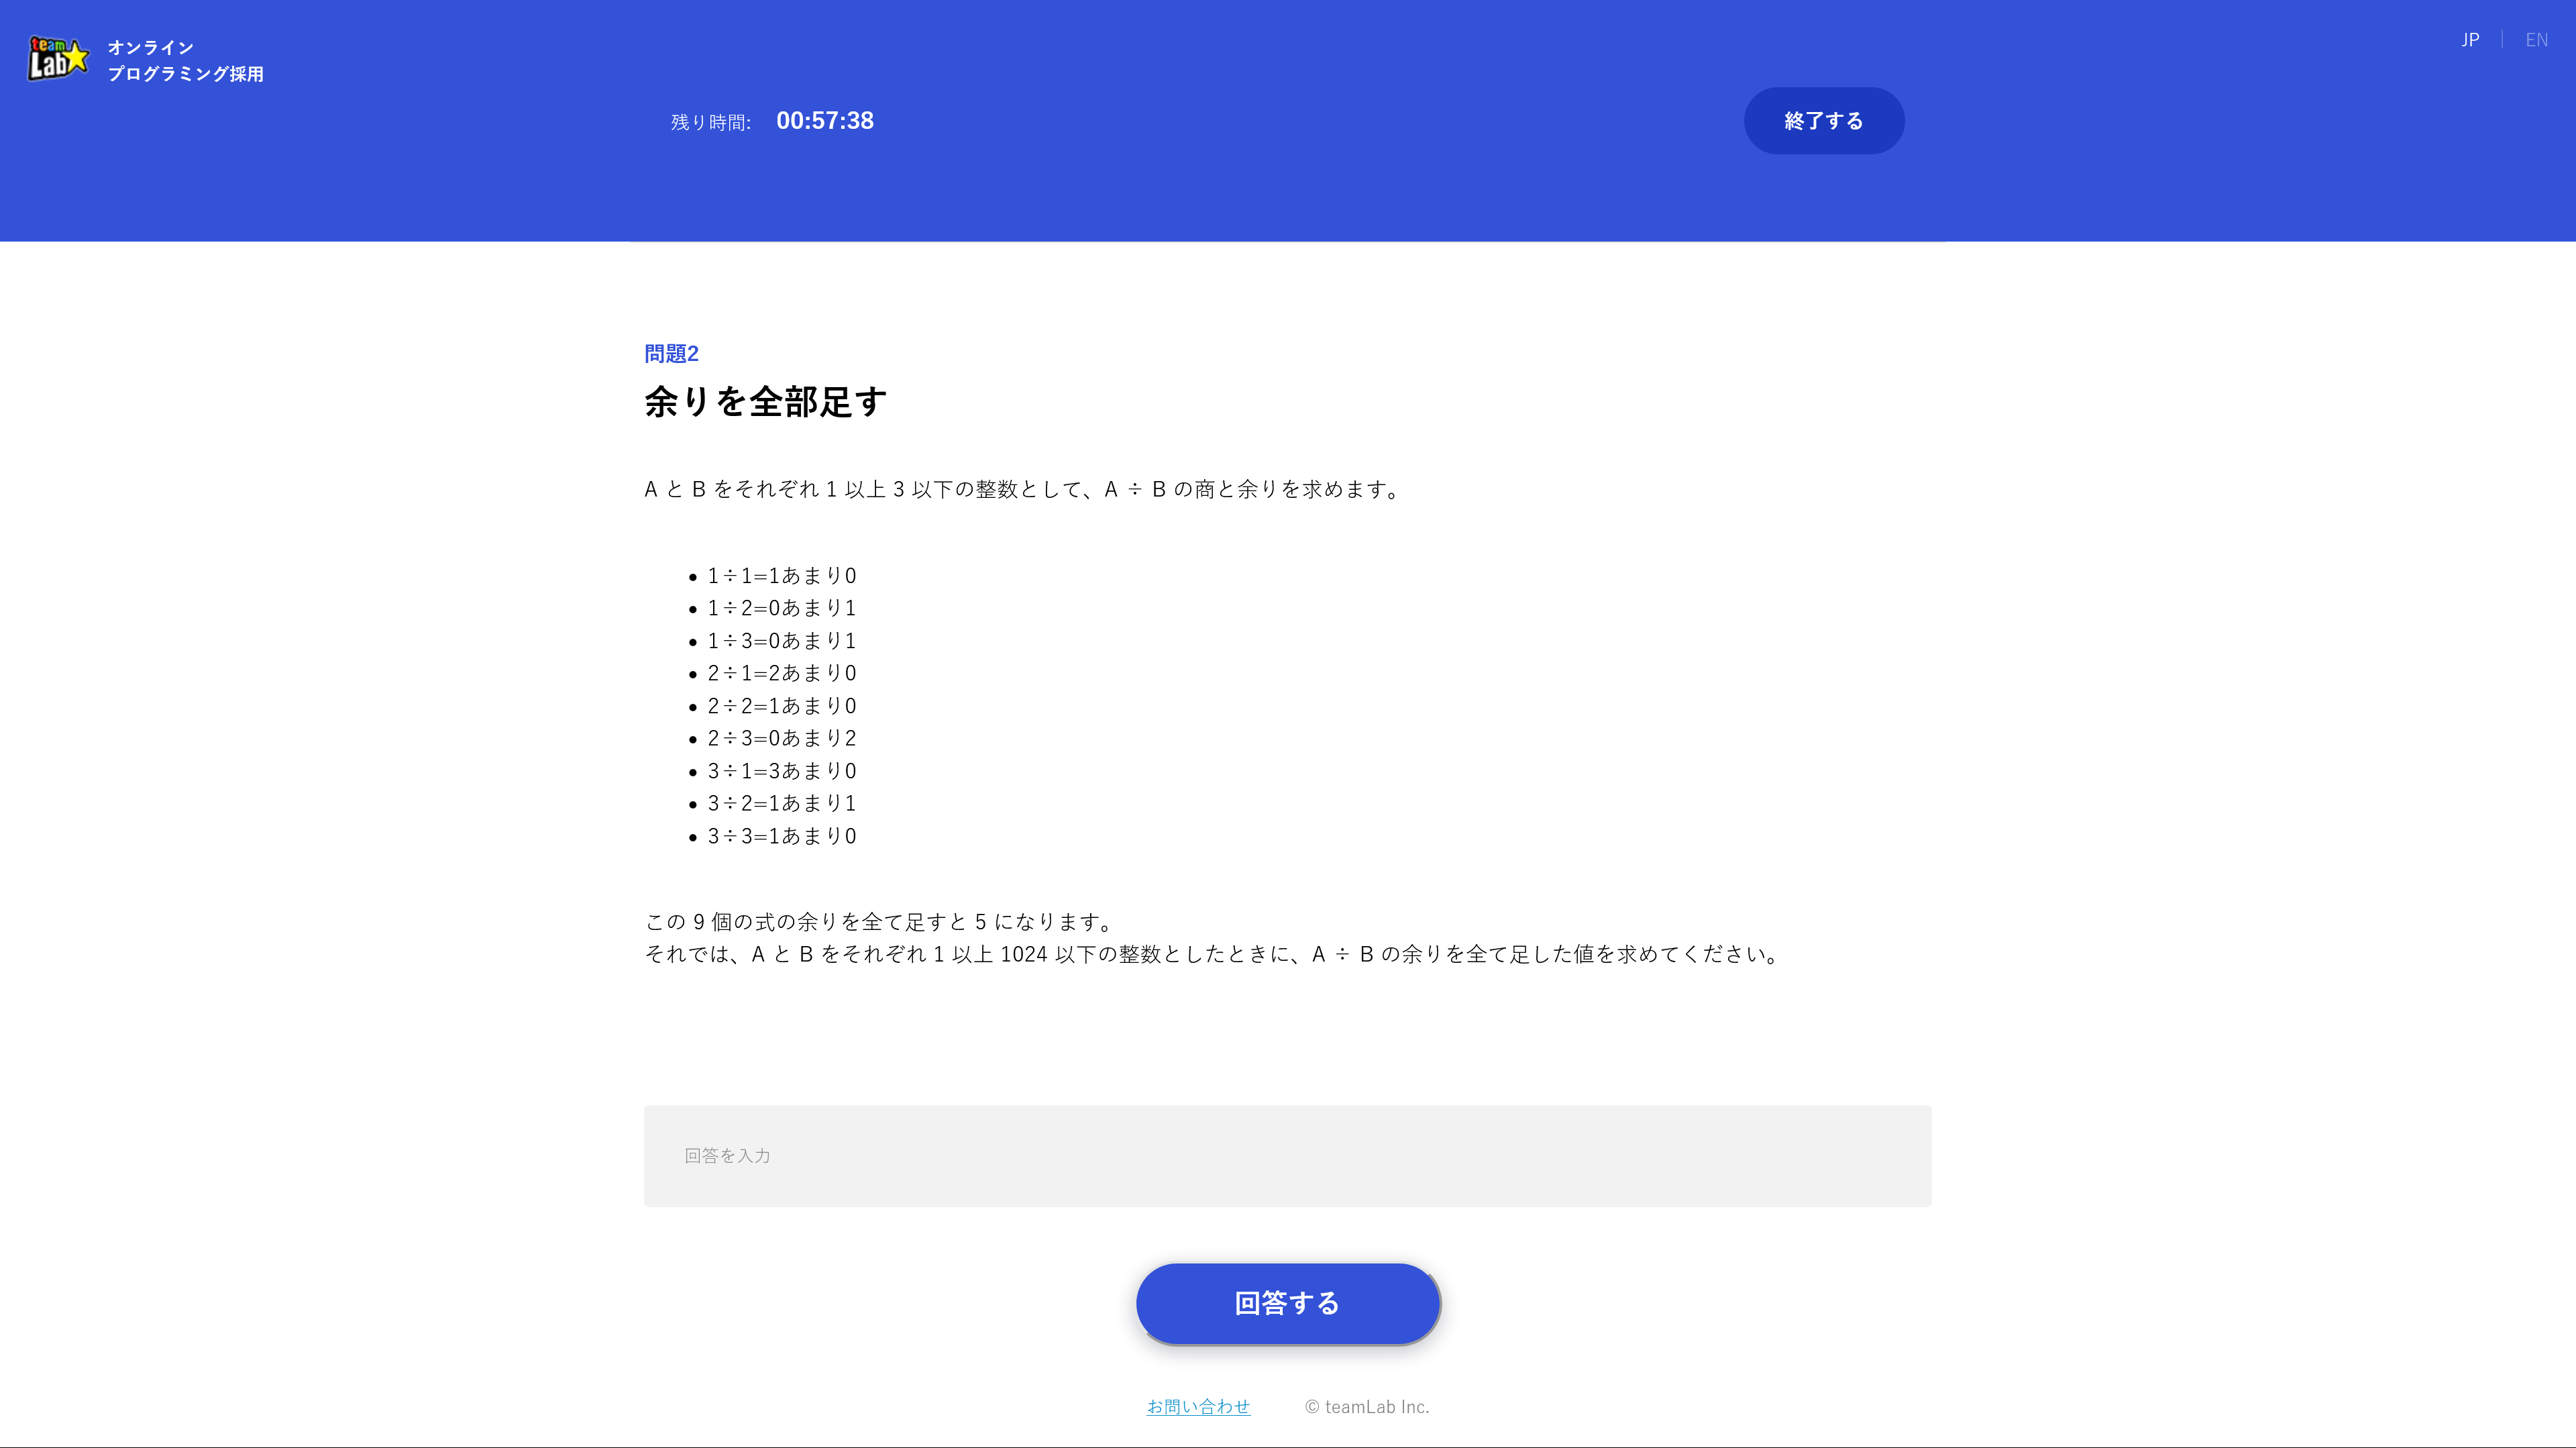 team
Lab
オンライン
プログラミング採用
JP
EN
残り時間:
00:57:38
終了する
問題2
余りを全部足す
A と B をそれぞれ 1 以上 3 以下の整数として、A ÷ B の商と余りを求めます。
1÷1=1あまり0
1÷2=0あまり1
1÷3=0あまり1
2÷1=2あまり0
2÷2=1あまり0
2÷3=0あまり2
3÷1=3あまり0
3÷2=1あまり1
3÷3=1あまり0
この 9 個の式の余りを全て足すと 5 になります。
それでは、A と B をそれぞれ 1 以上 1024 以下の整数としたときに、A ÷ B の余りを全て足した値を求めてください。
回答を入力
回答する
お問い合わせ
© teamLab Inc.